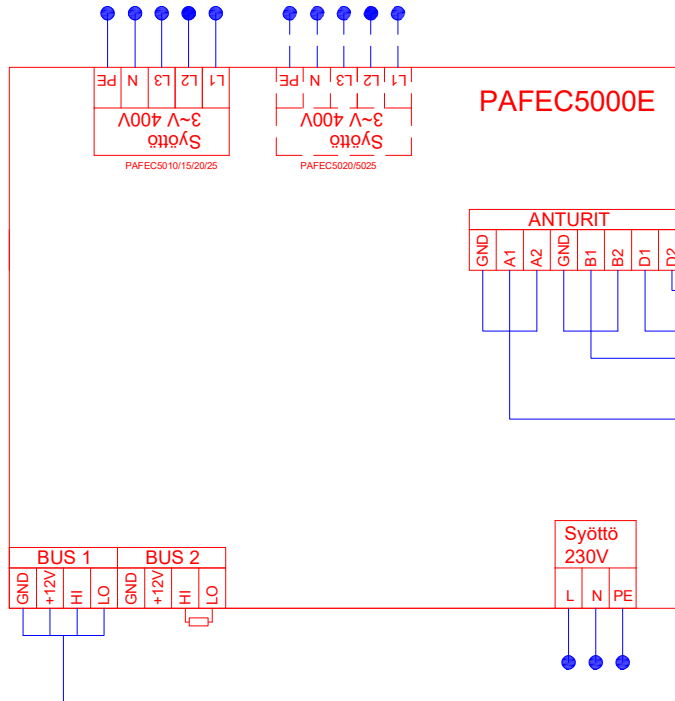 PE N L3 L2 L1
3~V 400V
Syöttö
PAFEC5010/15/20/25
PE N L3 L2 L1
3~V 400V
Syöttö
PAFEC5020/5025
PAFEC5000E
ANTURIT
GND A1 A2 GND B1 B2 D1 D2
BUS 1 BUS 2
GND +12V HI LO GND +12V HI LO
Syöttö
230V
L N PE